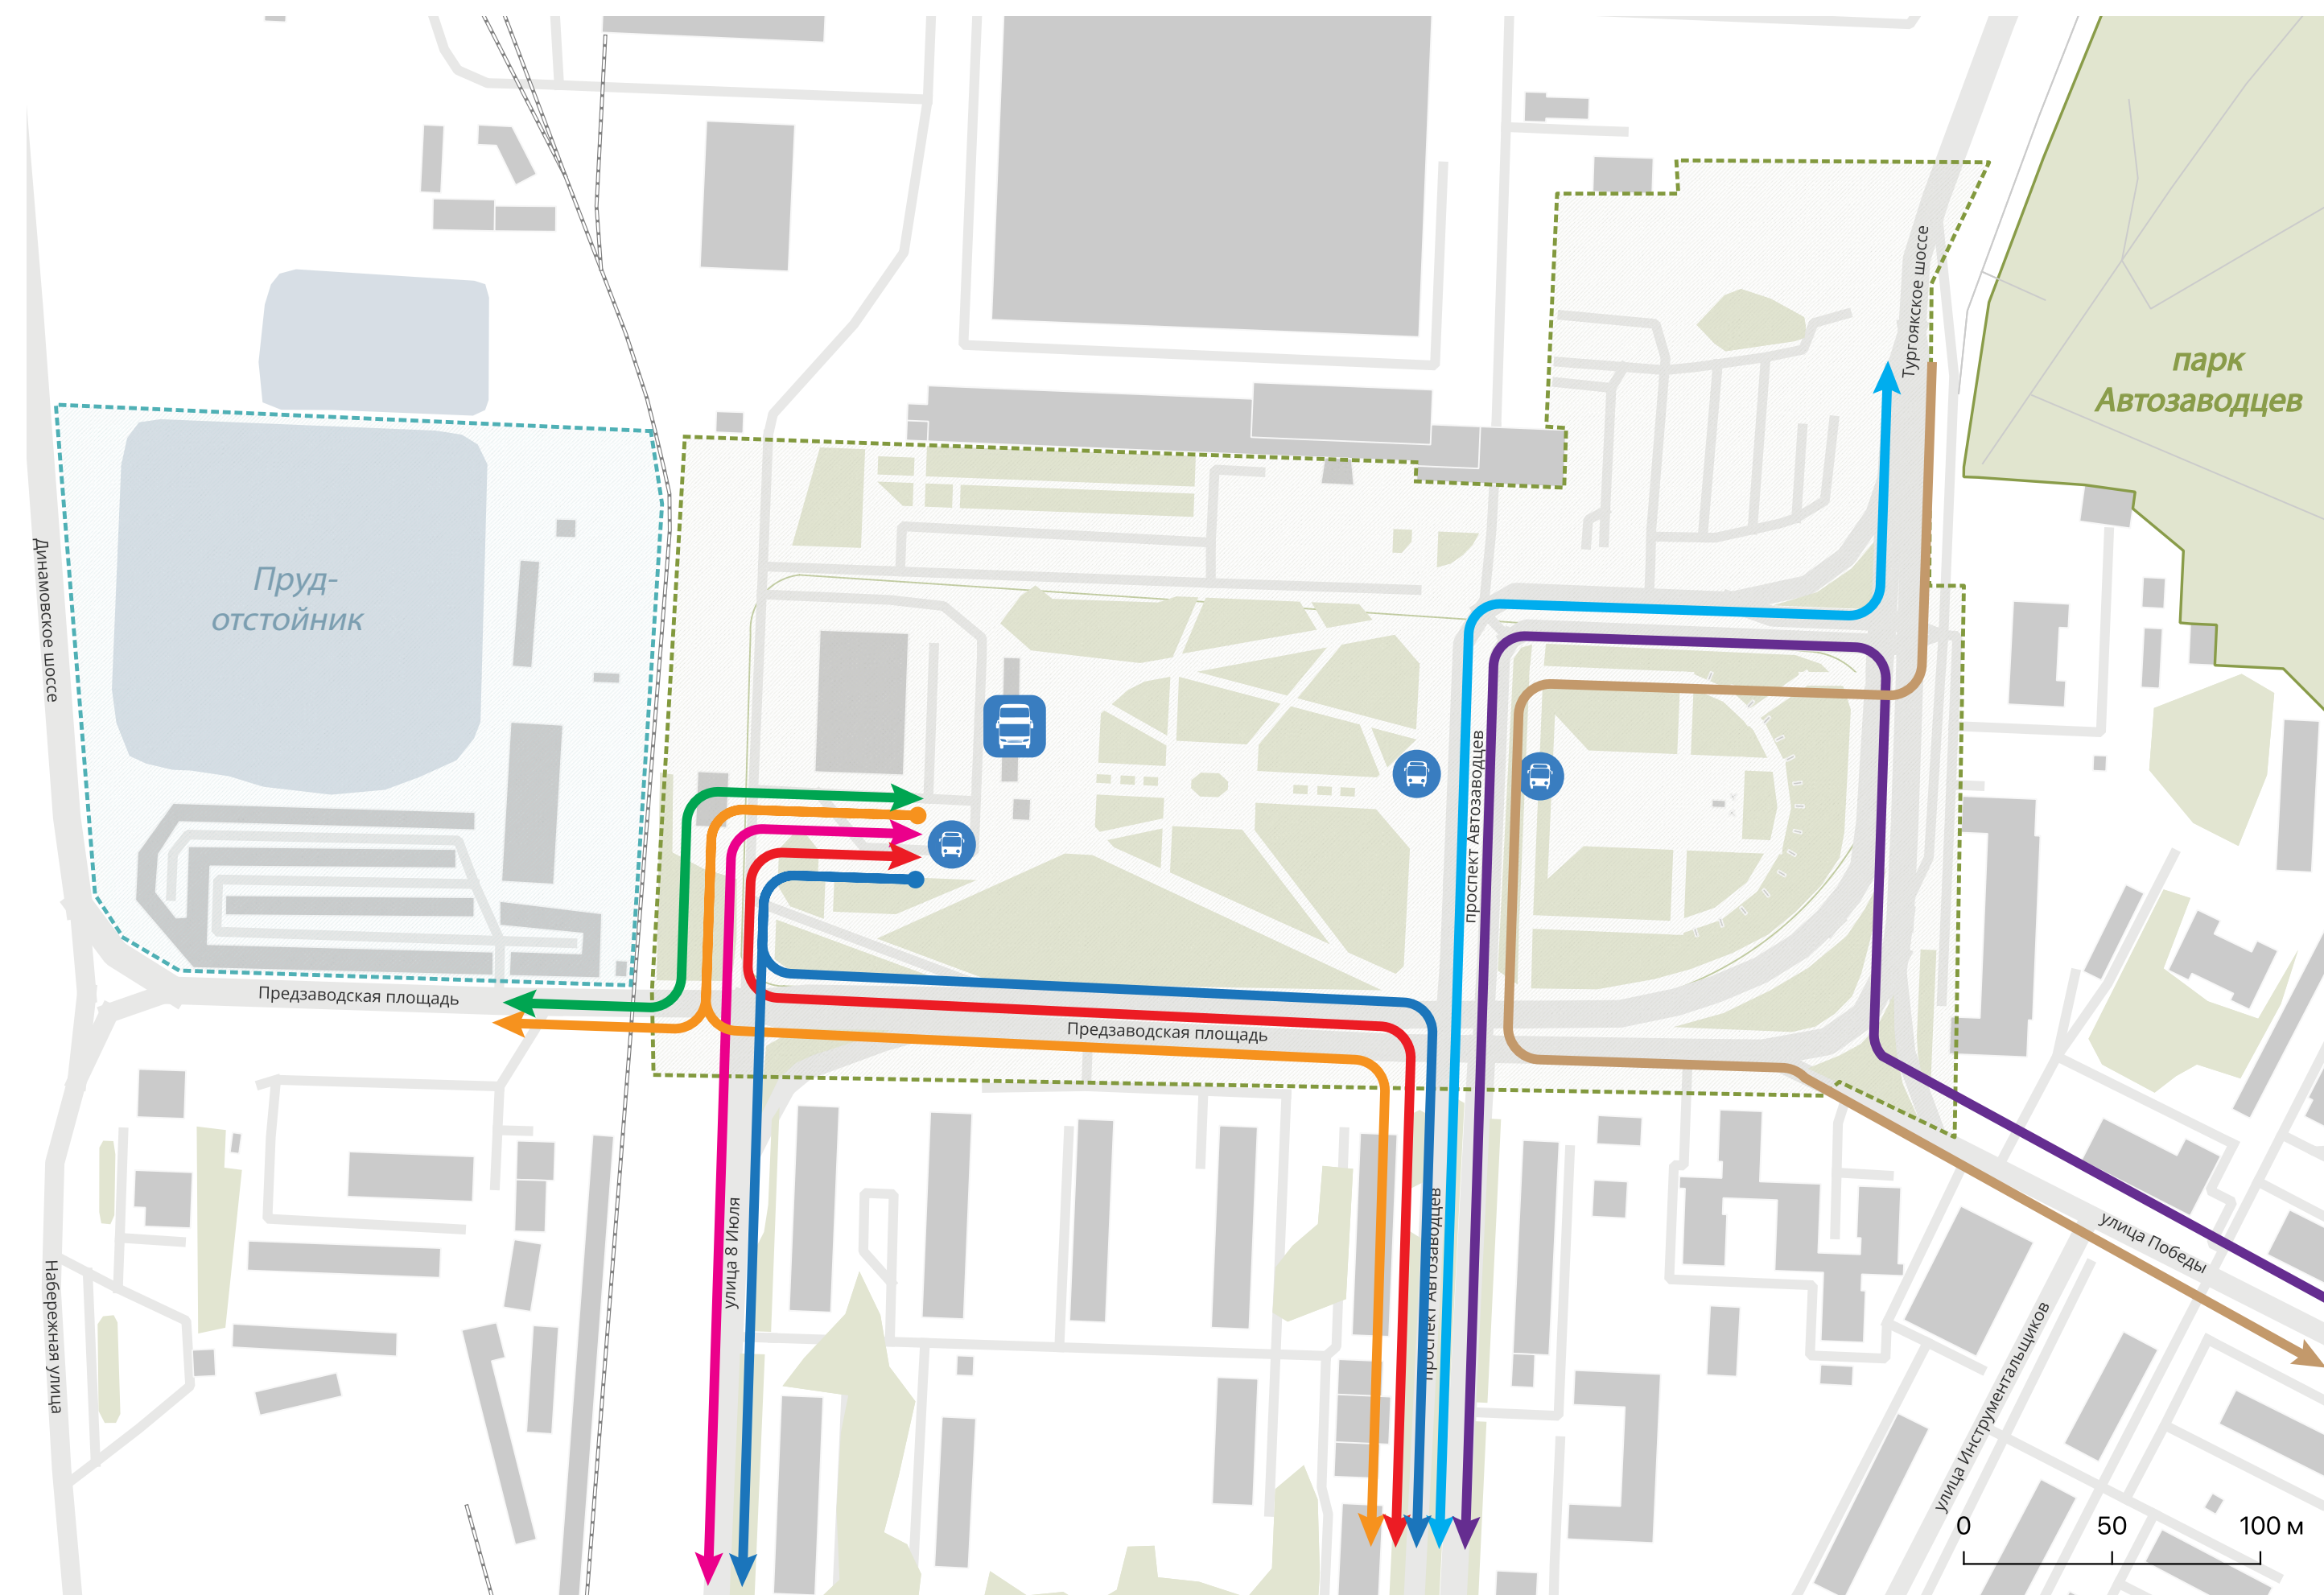 Тургоякское шоссе
парк
Автозаводцев
Динамовское шоссе
Пруд-
отстойник
проспект Автозаводцев
Предзаводская площадь
Предзаводская площадь
улица 8 Июля
проспект Автозаводцев
улица Победы
Набережная улица
улица Инструментальщиков
0 50 100 м